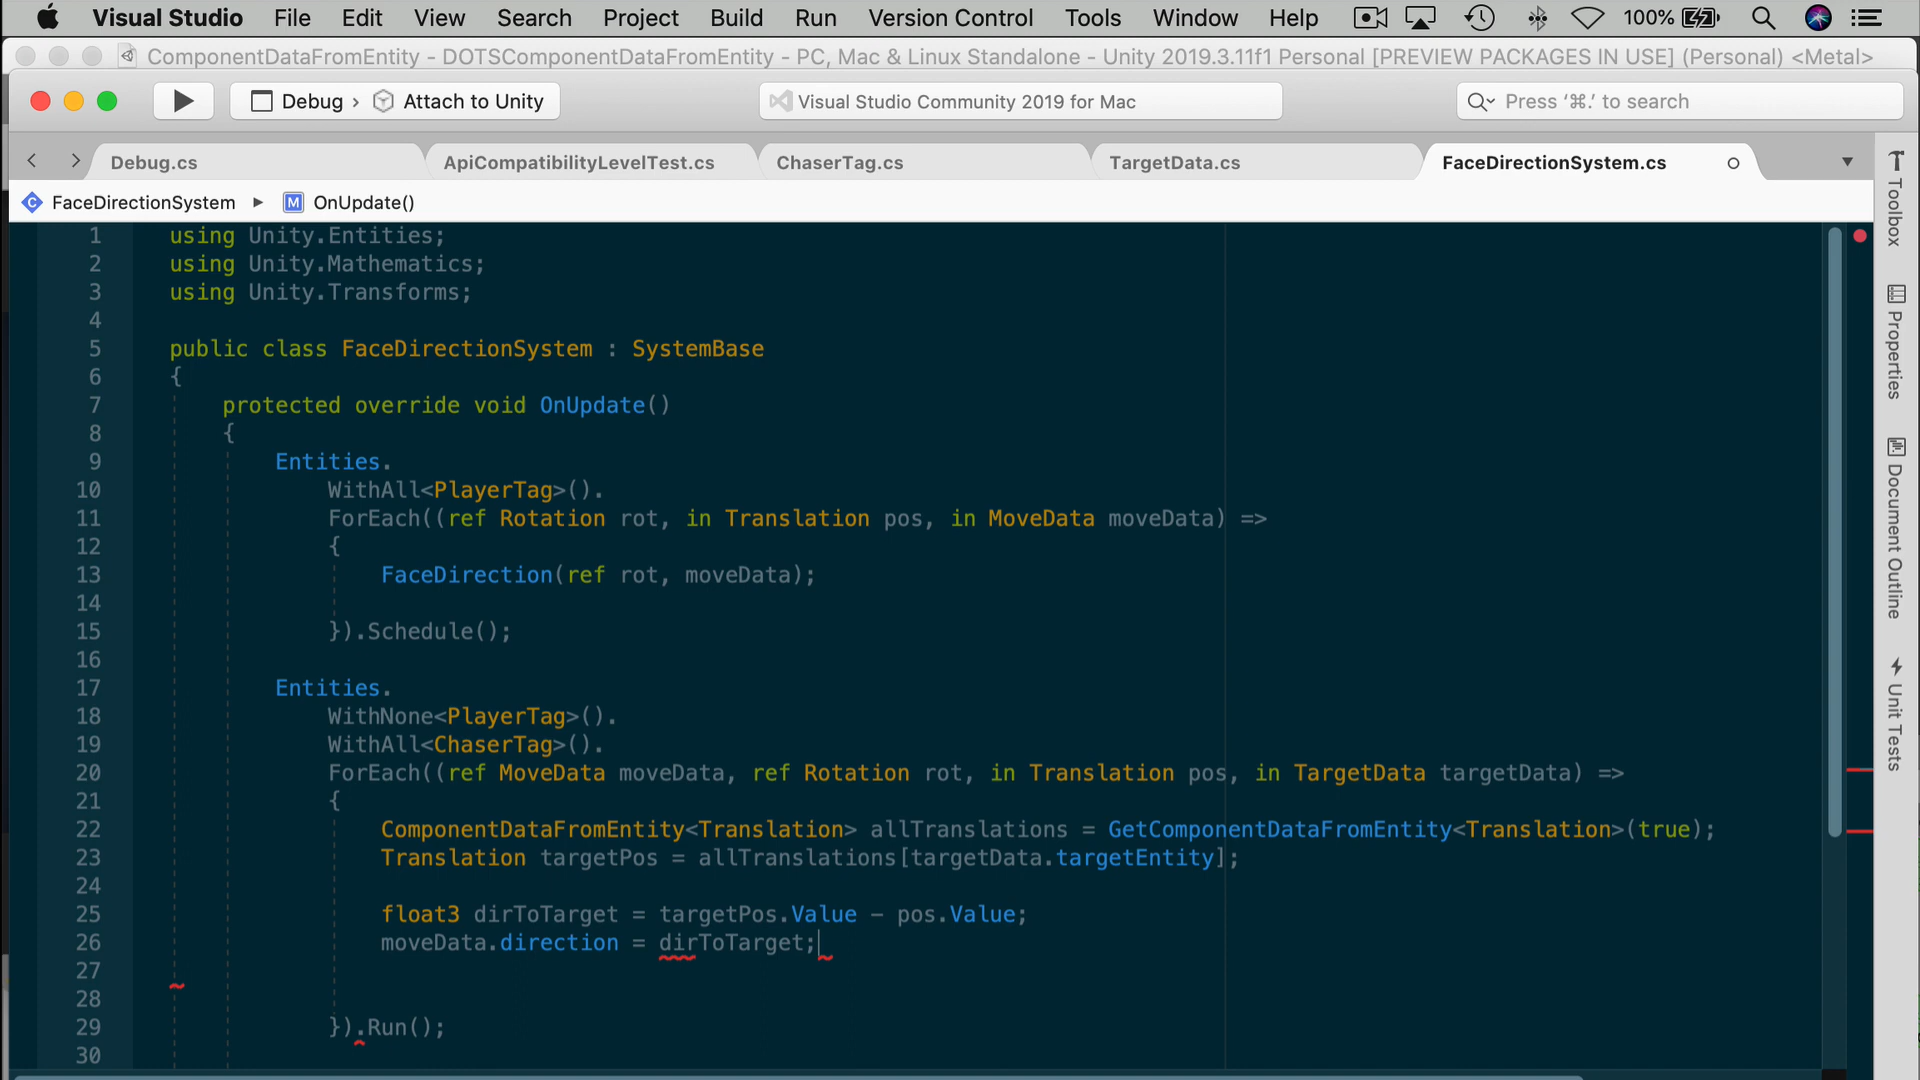 Visual Studio File Edit View Search Project Build Run Version Control Tools Window Help 100%
ComponentDataFromEntity - DOTSComponentDataFromEntity - PC, Mac & Linux Standalone - Unity 2019.3.11f1 Personal [PREVIEW PACKAGES IN USE] (Personal) <Metal>
Debug › Attach to Unity Visual Studio Community 2019 for Mac Press ‘⌘.’ to search
Debug.cs ApiCompatibilityLevelTest.cs ChaserTag.cs TargetData.cs FaceDirectionSystem.cs
C FaceDirectionSystem ▸ M OnUpdate()
1 using Unity.Entities;
2 using Unity.Mathematics;
3 using Unity.Transforms;
4
5 public class FaceDirectionSystem : SystemBase
6 {
7 protected override void OnUpdate()
8 {
9 Entities.
10 WithAll<PlayerTag>().
11 ForEach((ref Rotation rot, in Translation pos, in MoveData moveData) =>
12 {
13 FaceDirection(ref rot, moveData);
14
15 }).Schedule();
16
17 Entities.
18 WithNone<PlayerTag>().
19 WithAll<ChaserTag>().
20 ForEach((ref MoveData moveData, ref Rotation rot, in Translation pos, in TargetData targetData) =>
21 {
22 ComponentDataFromEntity<Translation> allTranslations = GetComponentDataFromEntity<Translation>(true);
23 Translation targetPos = allTranslations[targetData.targetEntity];
24
25 float3 dirToTarget = targetPos.Value - pos.Value;
26 moveData.direction = dirToTarget;
27
28
29 }).Run();
30
Toolbox
Properties
Document Outline
Unit Tests